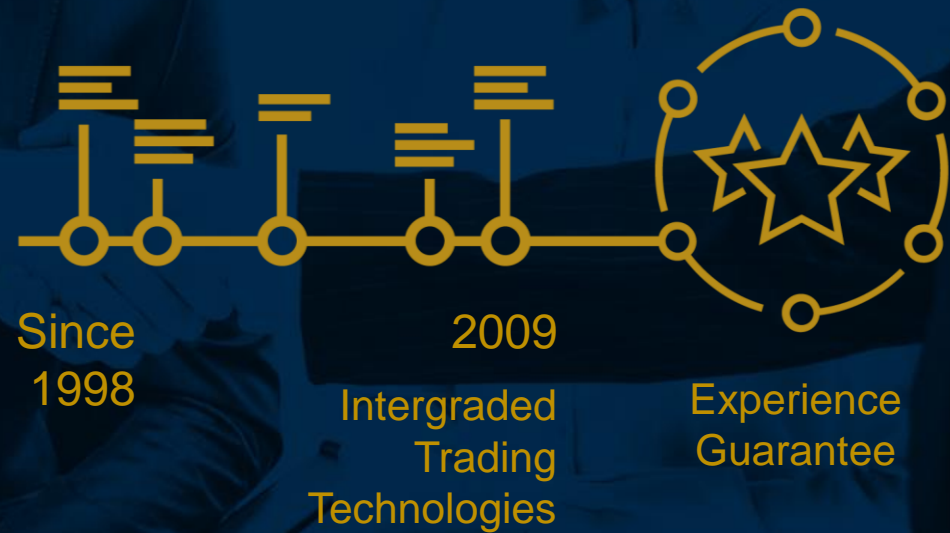 Since
1998
2009
Intergraded
Trading
Technologies
Experience
Guarantee